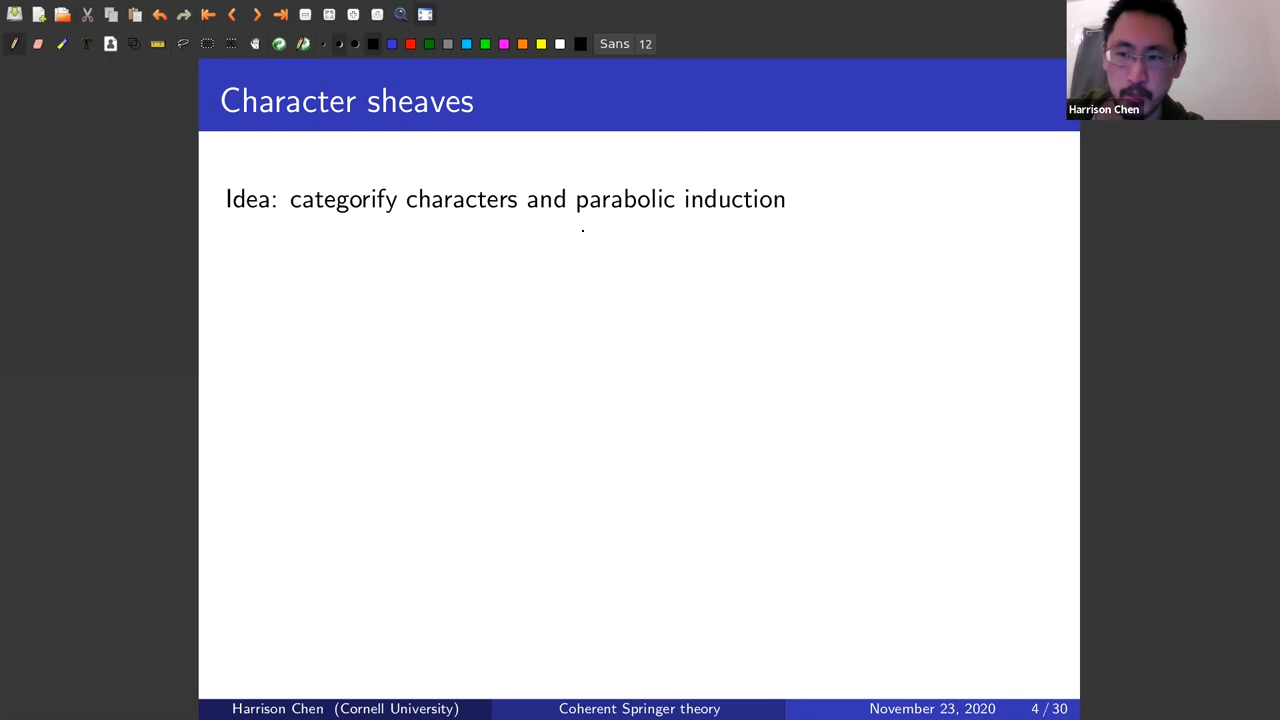 Sans 12
Harrison Chen
Character sheaves
Idea: categorify characters and parabolic induction
Harrison Chen (Cornell University) Coherent Springer theory November 23, 2020 4 / 30